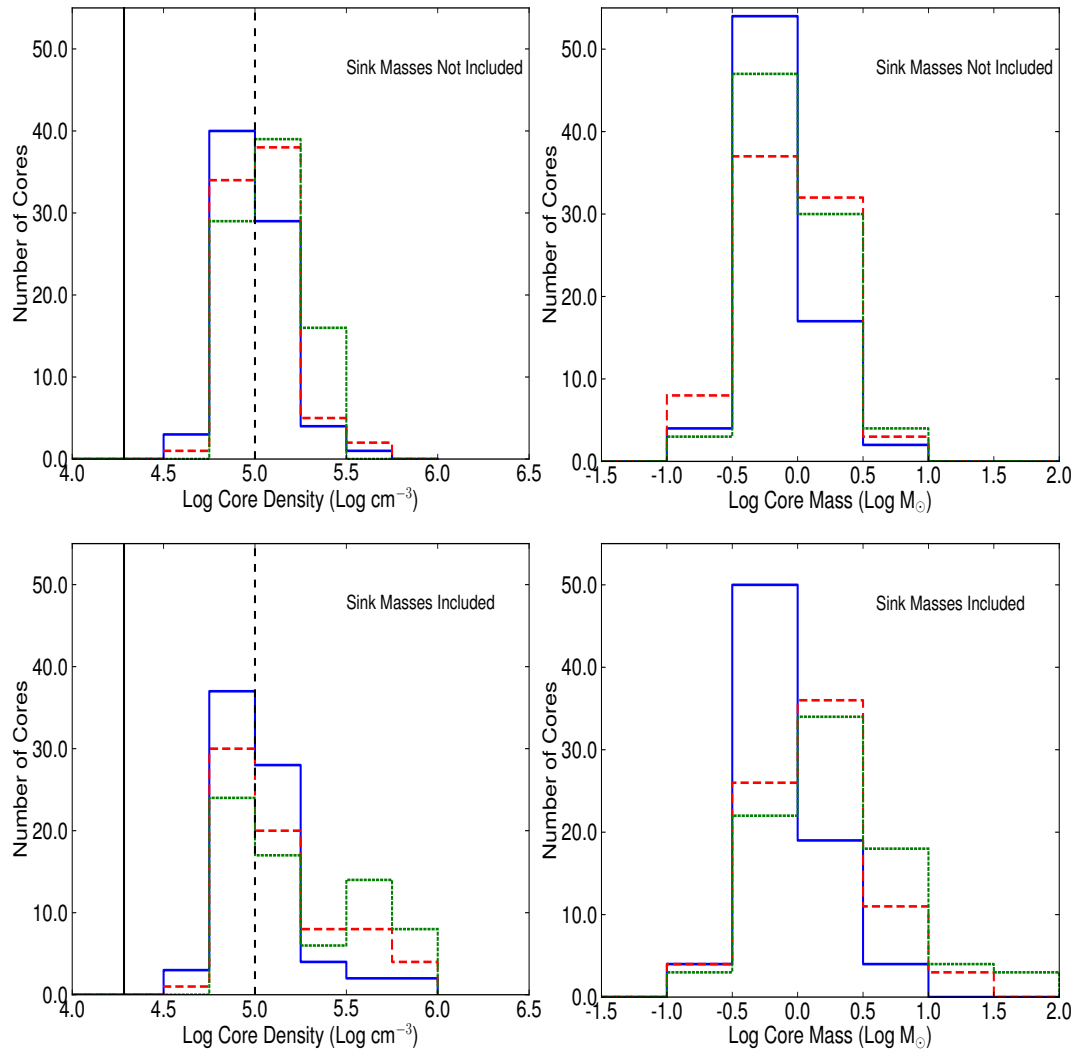 50.0
40.0
30.0
20.0
10.0
0.0
Number of Cores
Sink Masses Not Included
4.0 4.5 5.0 5.5 6.0 6.5
Log Core Density (Log cm⁻³)
50.0
40.0
30.0
20.0
10.0
0.0
Number of Cores
Sink Masses Not Included
-1.5 -1.0 -0.5 0.0 0.5 1.0 1.5 2.0
Log Core Mass (Log M☉)
50.0
40.0
30.0
20.0
10.0
0.0
Number of Cores
Sink Masses Included
4.0 4.5 5.0 5.5 6.0 6.5
Log Core Density (Log cm⁻³)
50.0
40.0
30.0
20.0
10.0
0.0
Number of Cores
Sink Masses Included
-1.5 -1.0 -0.5 0.0 0.5 1.0 1.5 2.0
Log Core Mass (Log M☉)